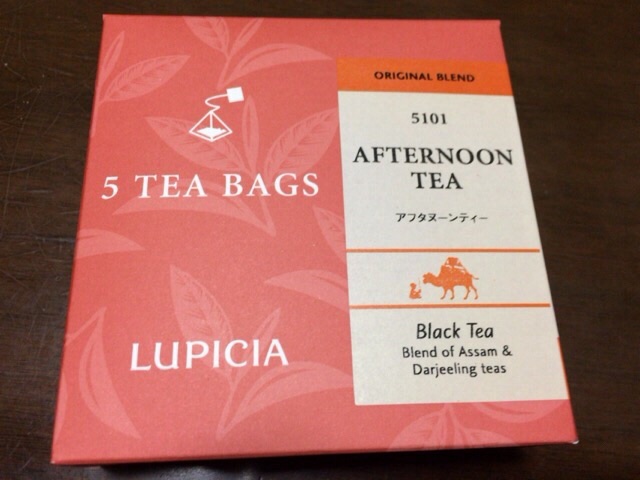 5 TEA BAGS
LUPICIA
ORIGINAL BLEND
5101
AFTERNOON
TEA
アフタヌーンティー
Black Tea
Blend of Assam &
Darjeeling teas